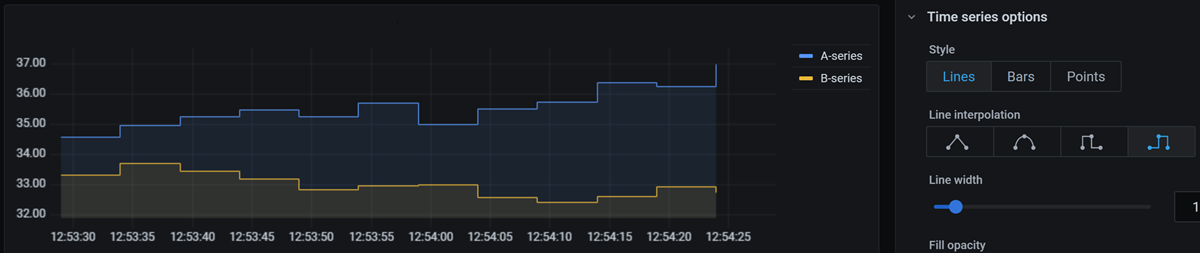 37.00
36.00
35.00
34.00
33.00
32.00
12:53:30 12:53:35 12:53:40 12:53:45 12:53:50 12:53:55 12:54:00 12:54:05 12:54:10 12:54:15 12:54:20 12:54:25
A-series
B-series
Time series options
Style
Lines Bars Points
Line interpolation
Line width
1
Fill opacity